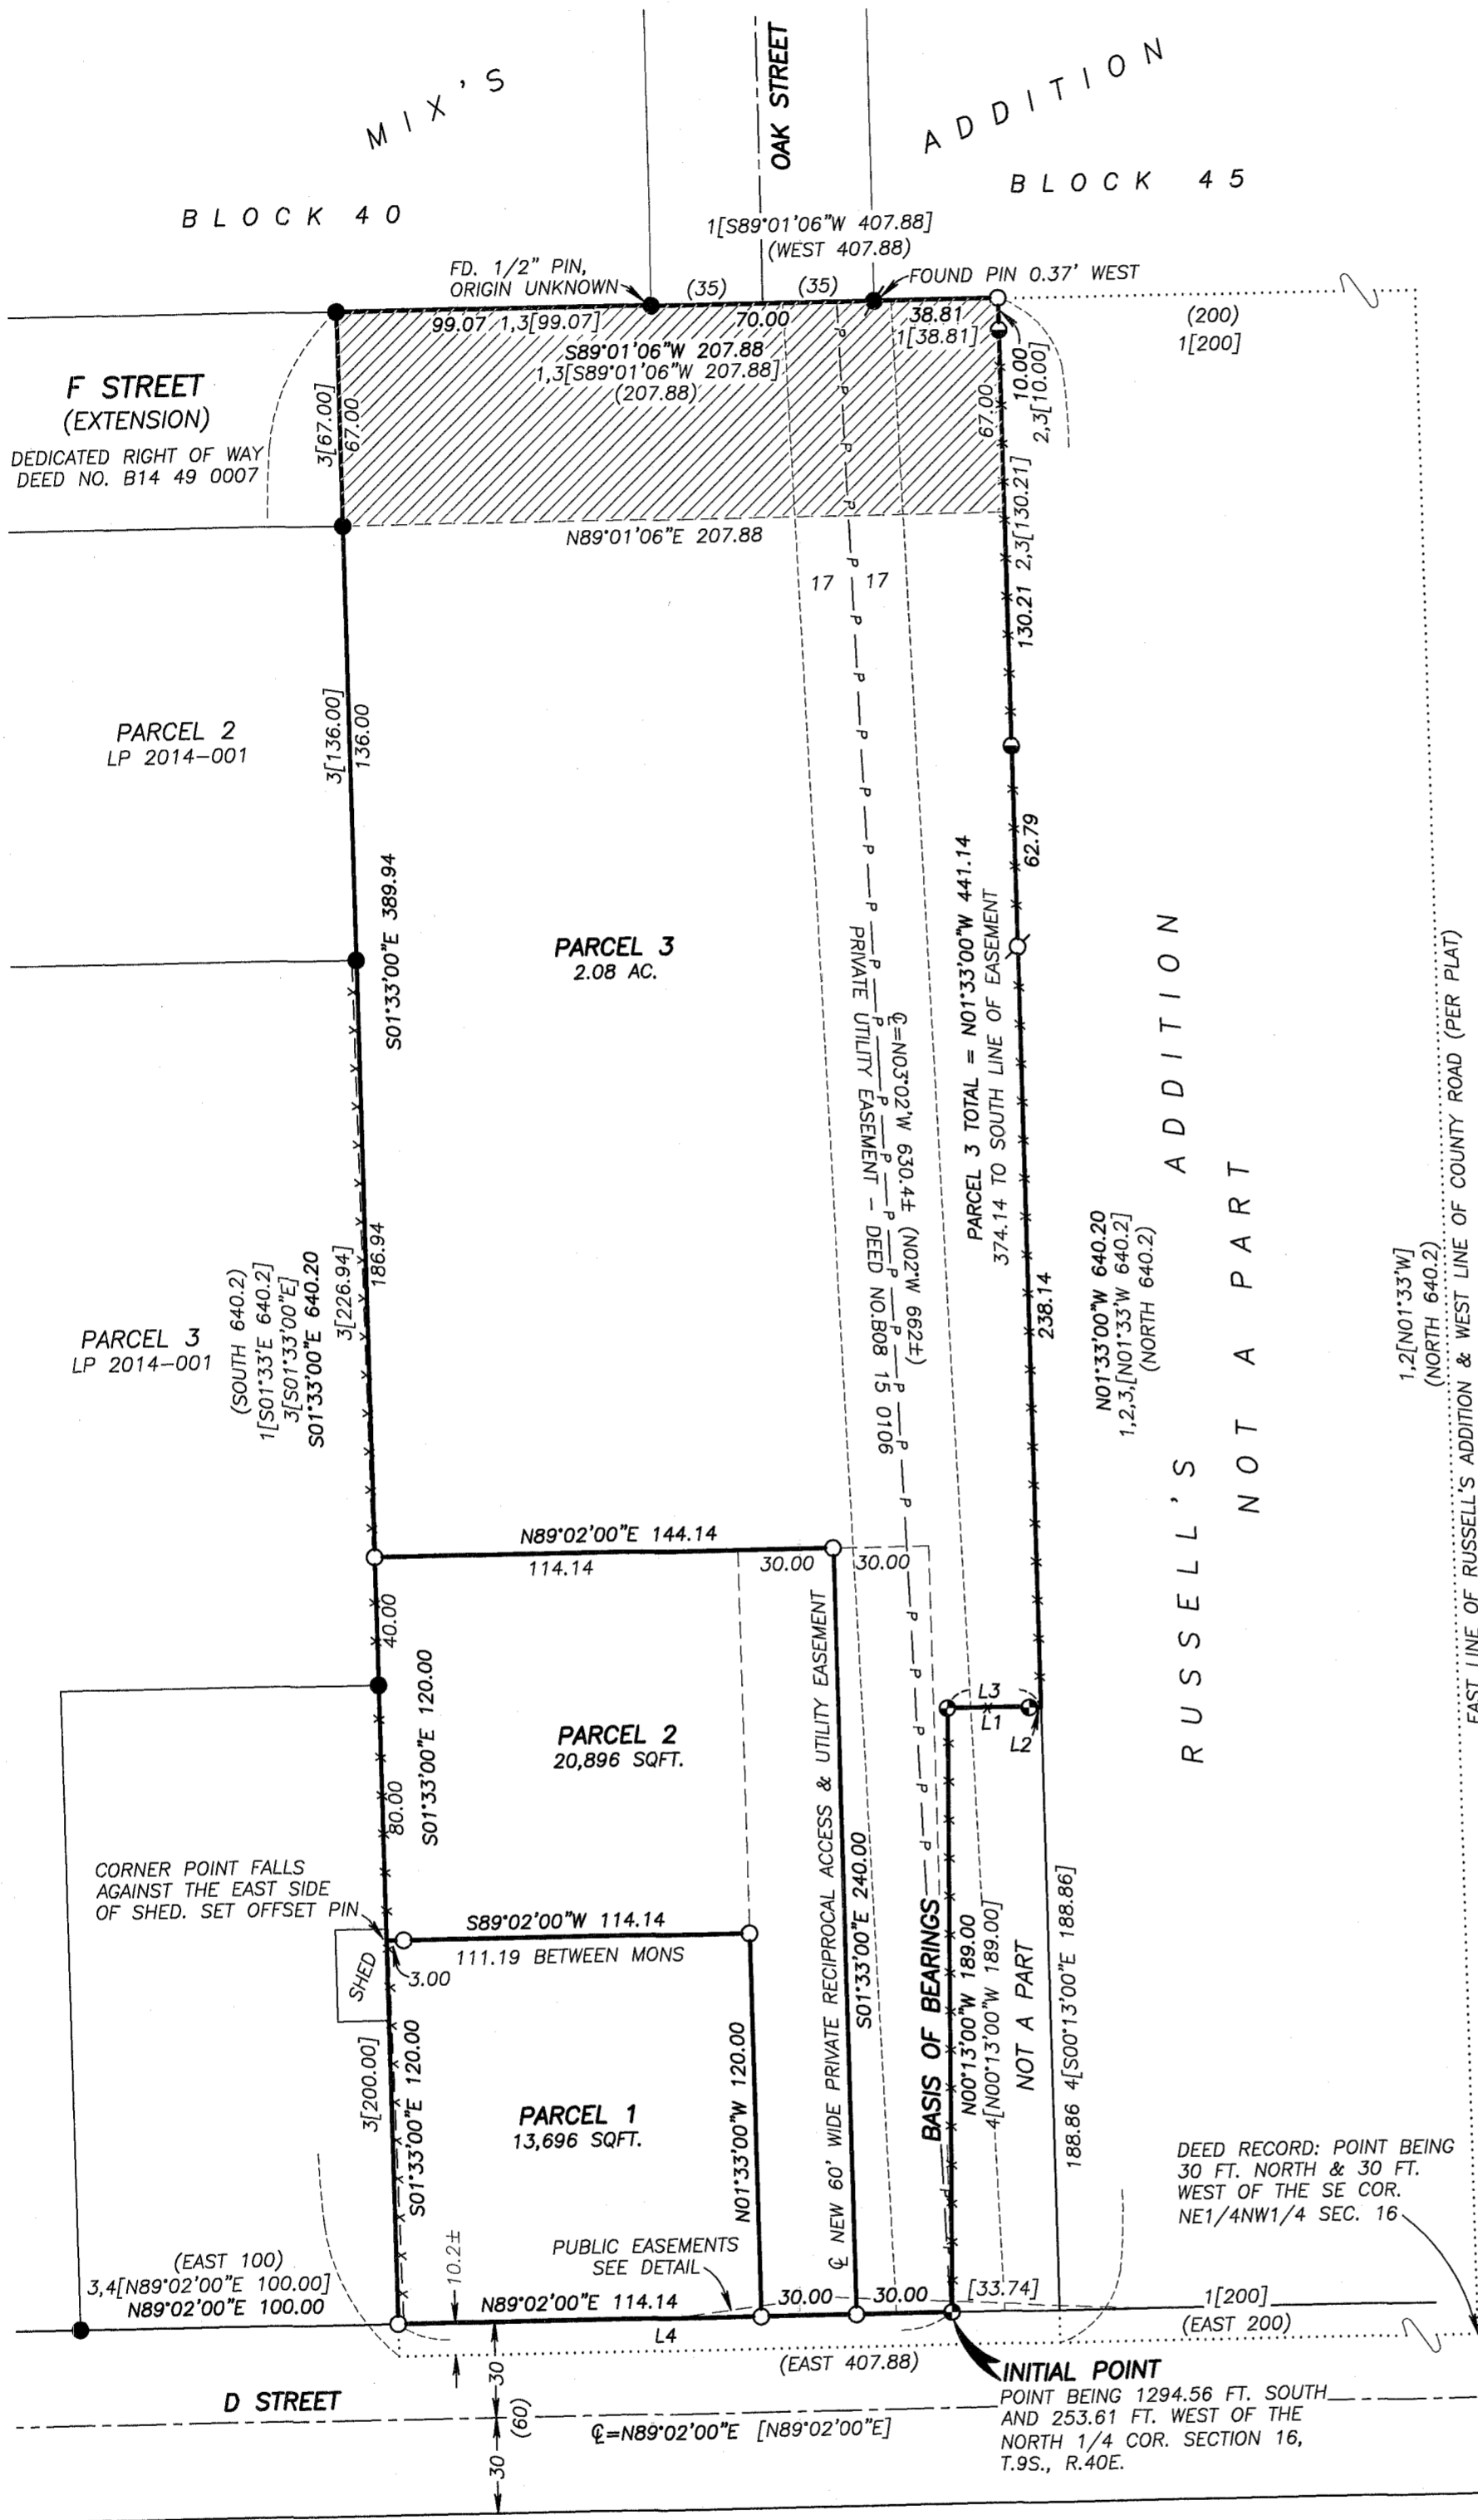 MIX'S
ADDITION
OAK STREET
BLOCK 40
BLOCK 45
1[S89°01'06"W 407.88]
(WEST 407.88)
FD. 1/2" PIN,
ORIGIN UNKNOWN
(35)
(35)
FOUND PIN 0.37' WEST
99.07 1,3[99.07]
70.00
38.81
1[38.81]
(200)
1[200]
S89°01'06"W 207.88
1,3[S89°01'06"W 207.88]
(207.88)
F STREET
(EXTENSION)
DEDICATED RIGHT OF WAY
DEED NO. B14 49 0007
3[67.00]
67.00
67.00
10.00
2,3[10.00]
N89°01'06"E 207.88
130.21 2,3[130.21]
17
17
PARCEL 2
LP 2014-001
3[136.00]
136.00
62.79
S01°33'00"E 389.94
PARCEL 3
2.08 AC.
PRIVATE UTILITY EASEMENT - DEED NO.B08 15 0106
℄=N03°02'W 630.4± (N02°W 662±)
PARCEL 3 TOTAL = N01°33'00"W 441.14
374.14 TO SOUTH LINE OF EASEMENT
238.14
N01°33'00"W 640.20
1,2,3,[N01°33'W 640.2]
(NORTH 640.2)
RUSSELL'S ADDITION
NOT A PART
1,2[N01°33'W]
(NORTH 640.2)
EAST LINE OF RUSSELL'S ADDITION & WEST LINE OF COUNTY ROAD (PER PLAT)
PARCEL 3
LP 2014-001
(SOUTH 640.2)
1[S01°33'E 640.2]
3[S01°33'00"E]
S01°33'00"E 640.20
3[226.94]
186.94
N89°02'00"E 144.14
114.14
30.00
30.00
40.00
S01°33'00"E 120.00
80.00
PARCEL 2
20,896 SQFT.
℄ NEW 60' WIDE PRIVATE RECIPROCAL ACCESS & UTILITY EASEMENT
S01°33'00"E 240.00
L3
L1
L2
CORNER POINT FALLS
AGAINST THE EAST SIDE
OF SHED. SET OFFSET PIN
S89°02'00"W 114.14
111.19 BETWEEN MONS
3.00
SHED
3[200.00]
S01°33'00"E 120.00
PARCEL 1
13,696 SQFT.
N01°33'00"W 120.00
BASIS OF BEARINGS
N00°13'00"W 189.00
4[N00°13'00"W 189.00]
NOT A PART
188.86 4[S00°13'00"E 188.86]
DEED RECORD: POINT BEING
30 FT. NORTH & 30 FT.
WEST OF THE SE COR.
NE1/4NW1/4 SEC. 16
(EAST 100)
3,4[N89°02'00"E 100.00]
N89°02'00"E 100.00
10.2±
PUBLIC EASEMENTS
SEE DETAIL
N89°02'00"E 114.14
30.00
30.00
[33.74]
1[200]
(EAST 200)
L4
(EAST 407.88)
INITIAL POINT
POINT BEING 1294.56 FT. SOUTH
AND 253.61 FT. WEST OF THE
NORTH 1/4 COR. SECTION 16,
T.9S., R.40E.
D STREET
30
(60)
30
℄=N89°02'00"E [N89°02'00"E]
P P P P P P P P P P P P P P P P P P P P P P P P P